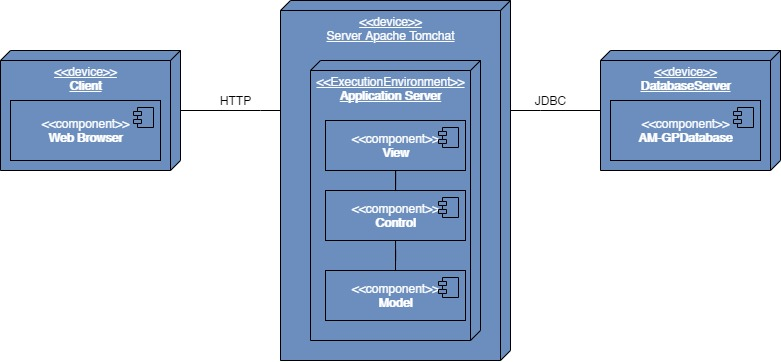 <<device>>
Client
<<component>>
Web Browser
HTTP
<<device>>
Server Apache Tomchat
<<ExecutionEnvironment>>
Application Server
<<component>>
View
<<component>>
Control
<<component>>
Model
JDBC
<<device>>
DatabaseServer
<<component>>
AM-GPDatabase